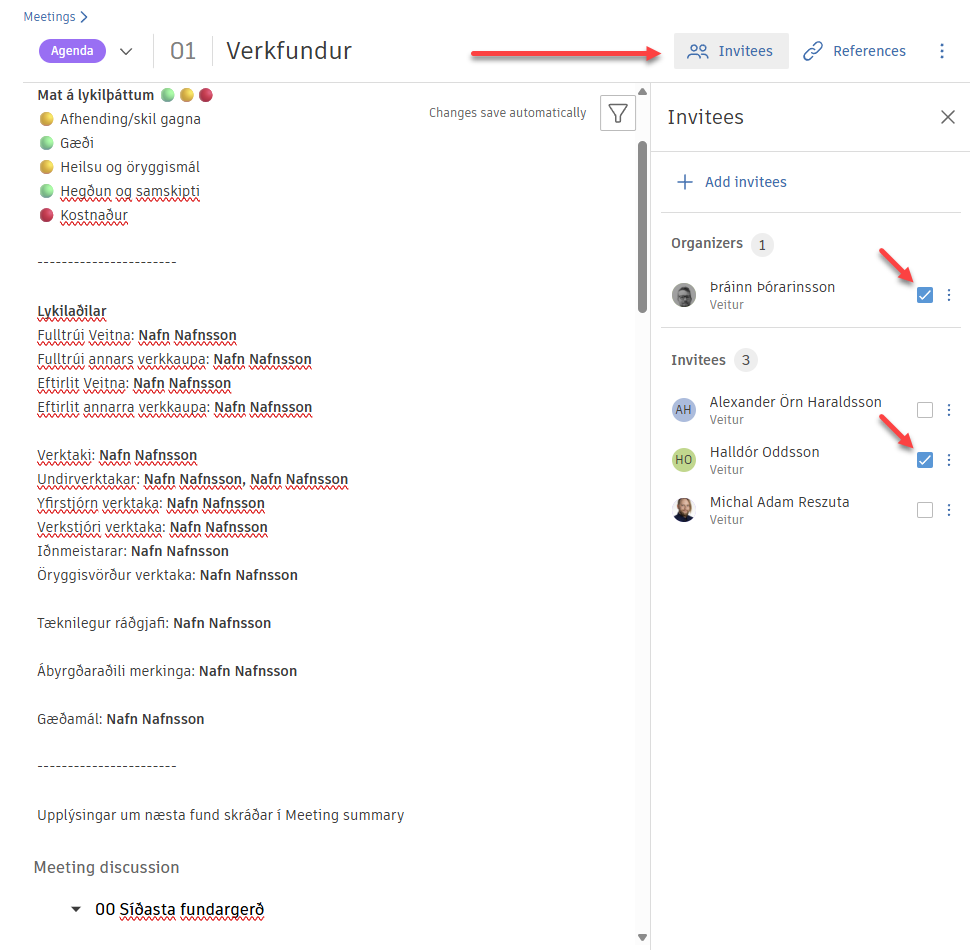 Meetings
Agenda
01
Verkfundur
Invitees
References
Mat á lykilþáttum
Changes save automatically
Afhending/skil gagna
Gæði
Heilsu og öryggismál
Hegðun og samskipti
Kostnaður
-----------------------
Lykilaðilar
Fulltrúi Veitna: Nafn Nafnsson
Fulltrúi annars verkkaupa: Nafn Nafnsson
Eftirlit Veitna: Nafn Nafnsson
Eftirlit annarra verkkaupa: Nafn Nafnsson
Verktaki: Nafn Nafnsson
Undirverktakar: Nafn Nafnsson, Nafn Nafnsson
Yfirstjórn verktaka: Nafn Nafnsson
Verkstjóri verktaka: Nafn Nafnsson
Iðnmeistarar: Nafn Nafnsson
Öryggisvörður verktaka: Nafn Nafnsson
Tæknilegur ráðgjafi: Nafn Nafnsson
Ábyrgðaraðili merkinga: Nafn Nafnsson
Gæðamál: Nafn Nafnsson
-----------------------
Upplýsingar um næsta fund skráðar í Meeting summary
Meeting discussion
00 Síðasta fundargerð
Invitees
Add invitees
Organizers 1
Þráinn Þórarinsson
Veitur
Invitees 3
AH
Alexander Örn Haraldsson
Veitur
HO
Halldór Oddsson
Veitur
Michal Adam Reszuta
Veitur